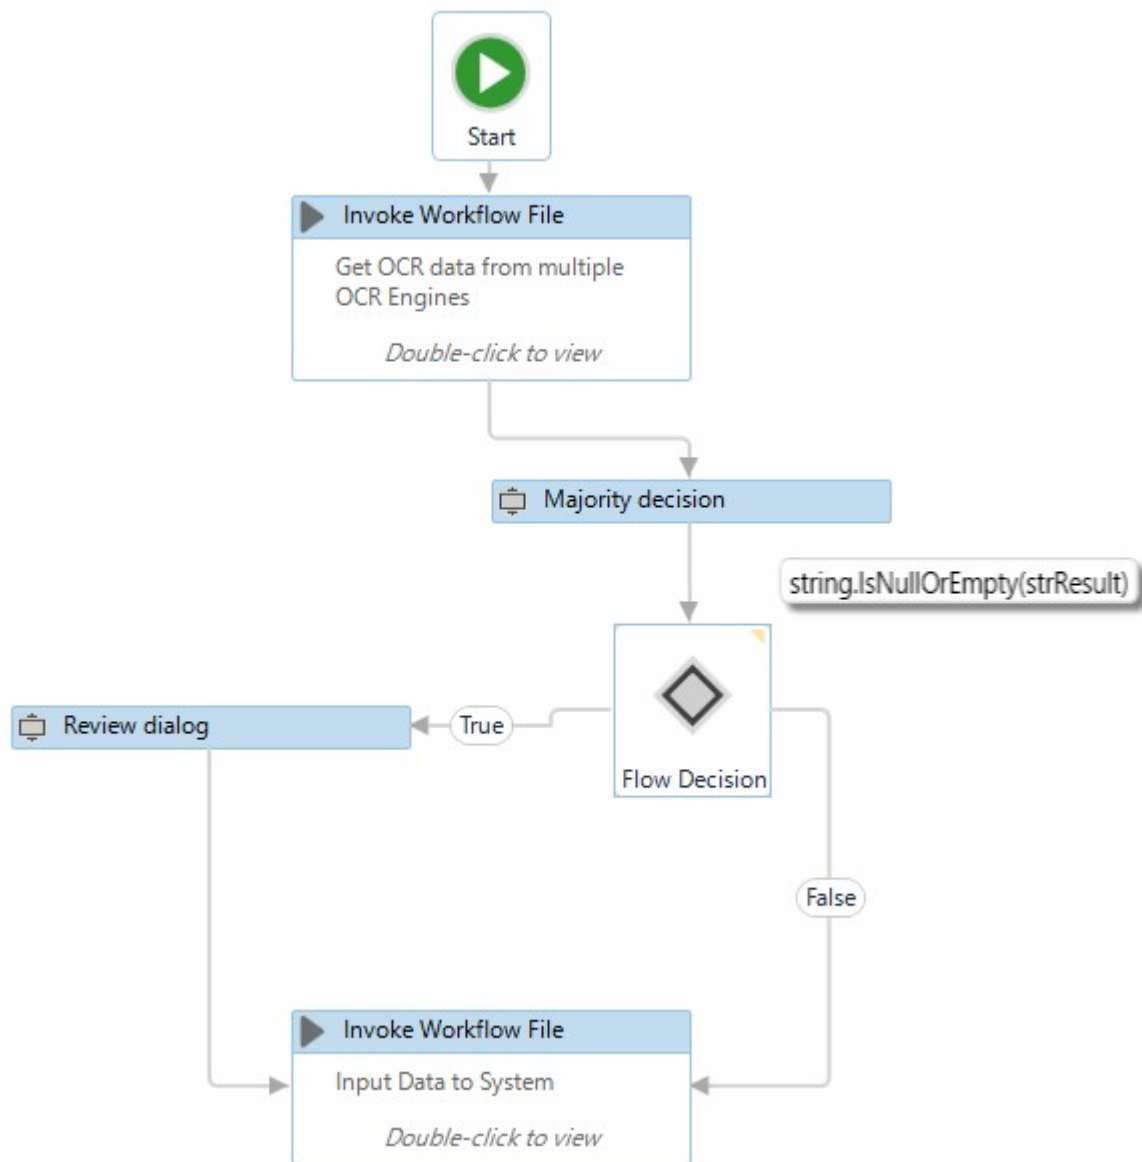 Start
Invoke Workflow File
Get OCR data from multiple
OCR Engines
Double-click to view
Majority decision
string.IsNullOrEmpty(strResult)
Review dialog
True
Flow Decision
False
Invoke Workflow File
Input Data to System
Double-click to view